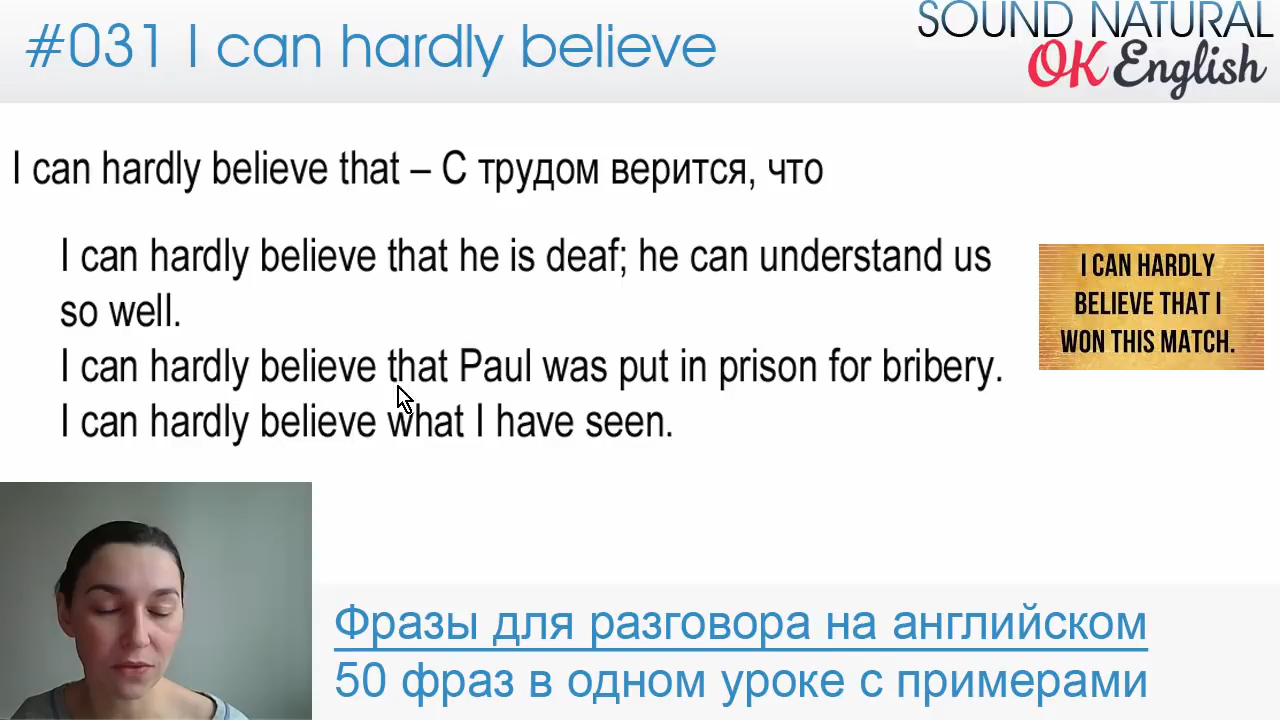 #031 I can hardly believe
SOUND NATURAL
OK English
I can hardly believe that – С трудом верится, что
I can hardly believe that he is deaf; he can understand us
so well.
I can hardly believe that Paul was put in prison for bribery.
I can hardly believe what I have seen.
I CAN HARDLY
BELIEVE THAT I
WON THIS MATCH.
Фразы для разговора на английском
50 фраз в одном уроке с примерами